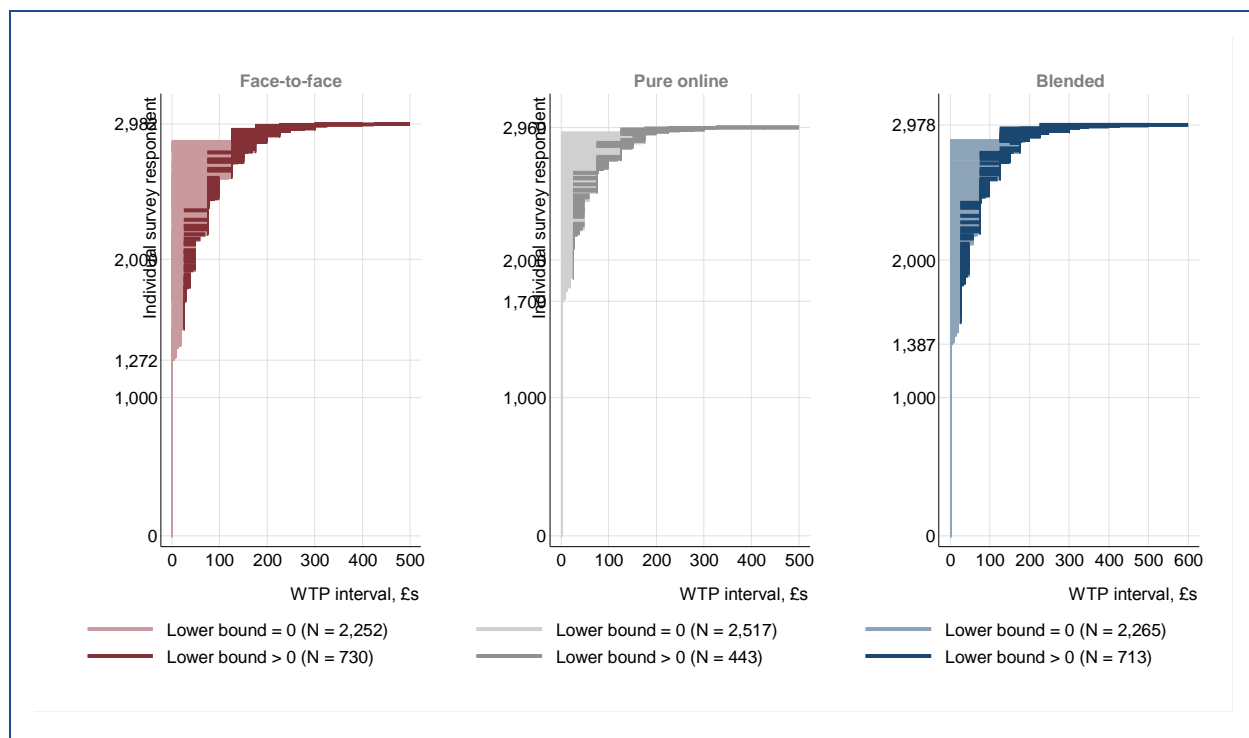 Face-to-face
Individual survey respondent
2,982
2,000
1,272
1,000
0
0 100 200 300 400 500
WTP interval, £s
Lower bound = 0 (N = 2,252)
Lower bound > 0 (N = 730)
Pure online
Individual survey respondent
2,960
2,000
1,700
0
0 100 200 300 400 500
WTP interval, £s
Lower bound = 0 (N = 2,517)
Lower bound > 0 (N = 443)
Blended
2,978
2,000
1,387
1,000
0
0 100 200 300 400 500 600
WTP interval, £s
Lower bound = 0 (N = 2,265)
Lower bound > 0 (N = 713)